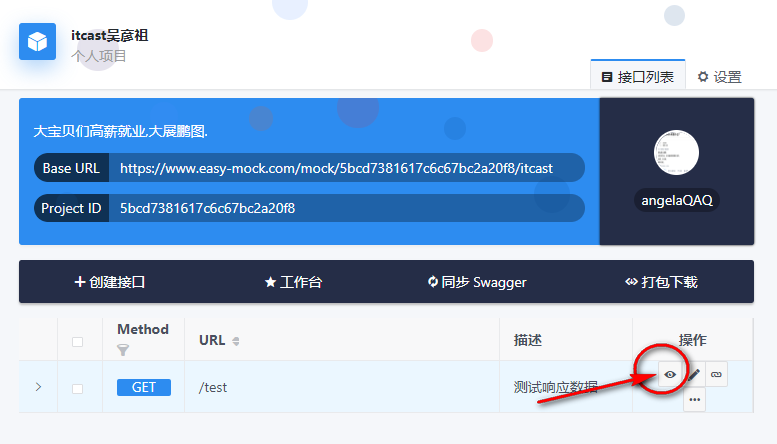 itcast吴彦祖
个人项目
接口列表
设置
大宝贝们高薪就业,大展鹏图.
Base URL https://www.easy-mock.com/mock/5bcd7381617c6c67bc2a20f8/itcast
Project ID 5bcd7381617c6c67bc2a20f8
angelaQAQ
创建接口 工作台 同步 Swagger 打包下载
Method URL 描述 操作
GET /test 测试响应数据